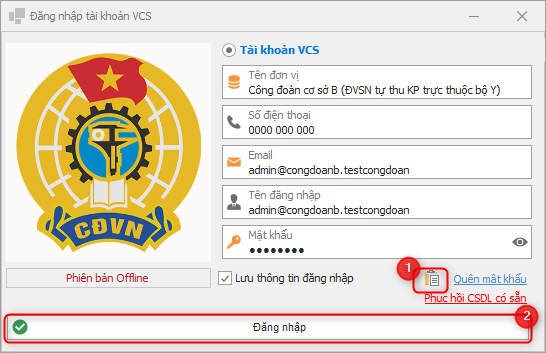 Đăng nhập tài khoản VCS
Tài khoản VCS
Tên đơn vị
Công đoàn cơ sở B (ĐVSN tự thu KP trực thuộc bộ Y)
Số điện thoại
0000 000 000
Email
admin@congdoanb.testcongdoan
Tên đăng nhập
admin@congdoanb.testcongdoan
Mật khẩu
••••••••
CĐVN
Phiên bản Offline
Lưu thông tin đăng nhập
1
Quên mật khẩu
Phục hồi CSDL có sẵn
2
Đăng nhập